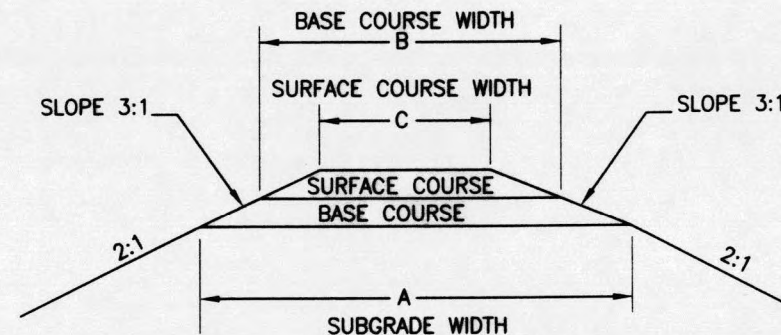 BASE COURSE WIDTH
B
SURFACE COURSE WIDTH
SLOPE 3:1
C
SLOPE 3:1
SURFACE COURSE
BASE COURSE
2:1
2:1
A
SUBGRADE WIDTH